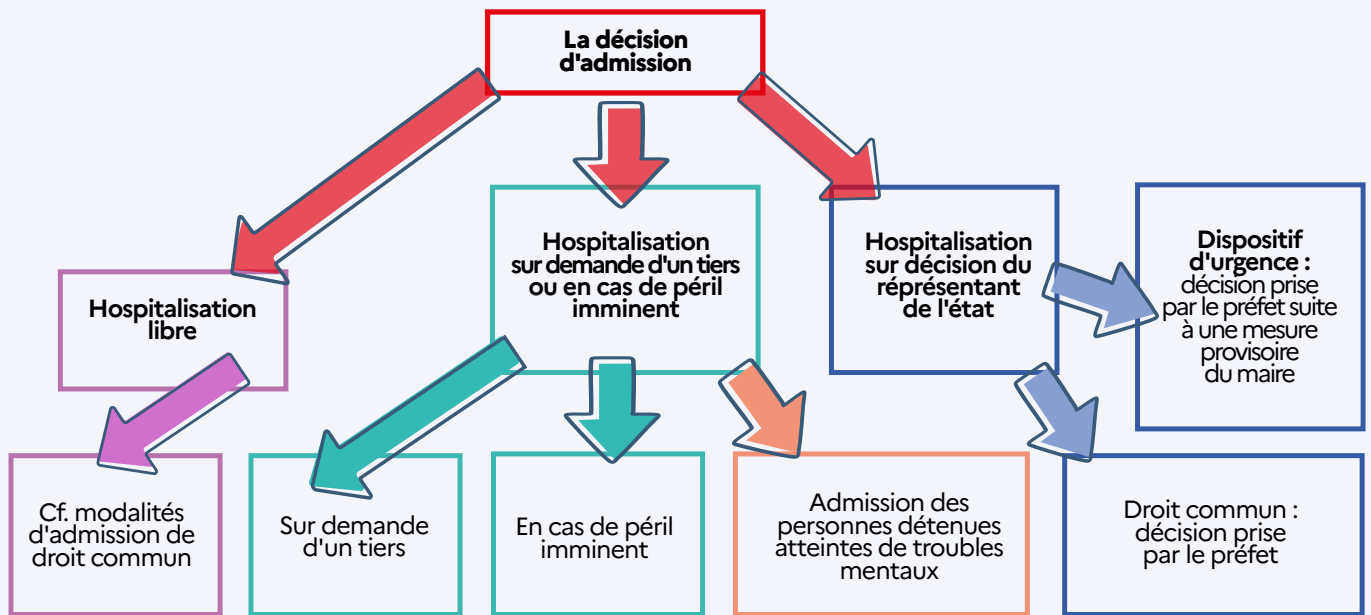 La décision
d'admission
Hospitalisation
libre
Hospitalisation
sur demande d'un tiers
ou en cas de péril
imminent
Hospitalisation
sur décision du
réprésentant
de l'état
Dispositif
d'urgence :
décision prise
par le préfet suite
à une mesure
provisoire
du maire
Cf. modalités
d'admission de
droit commun
Sur demande
d'un tiers
En cas de péril
imminent
Admission des
personnes détenues
atteintes de troubles
mentaux
Droit commun :
décision prise
par le préfet